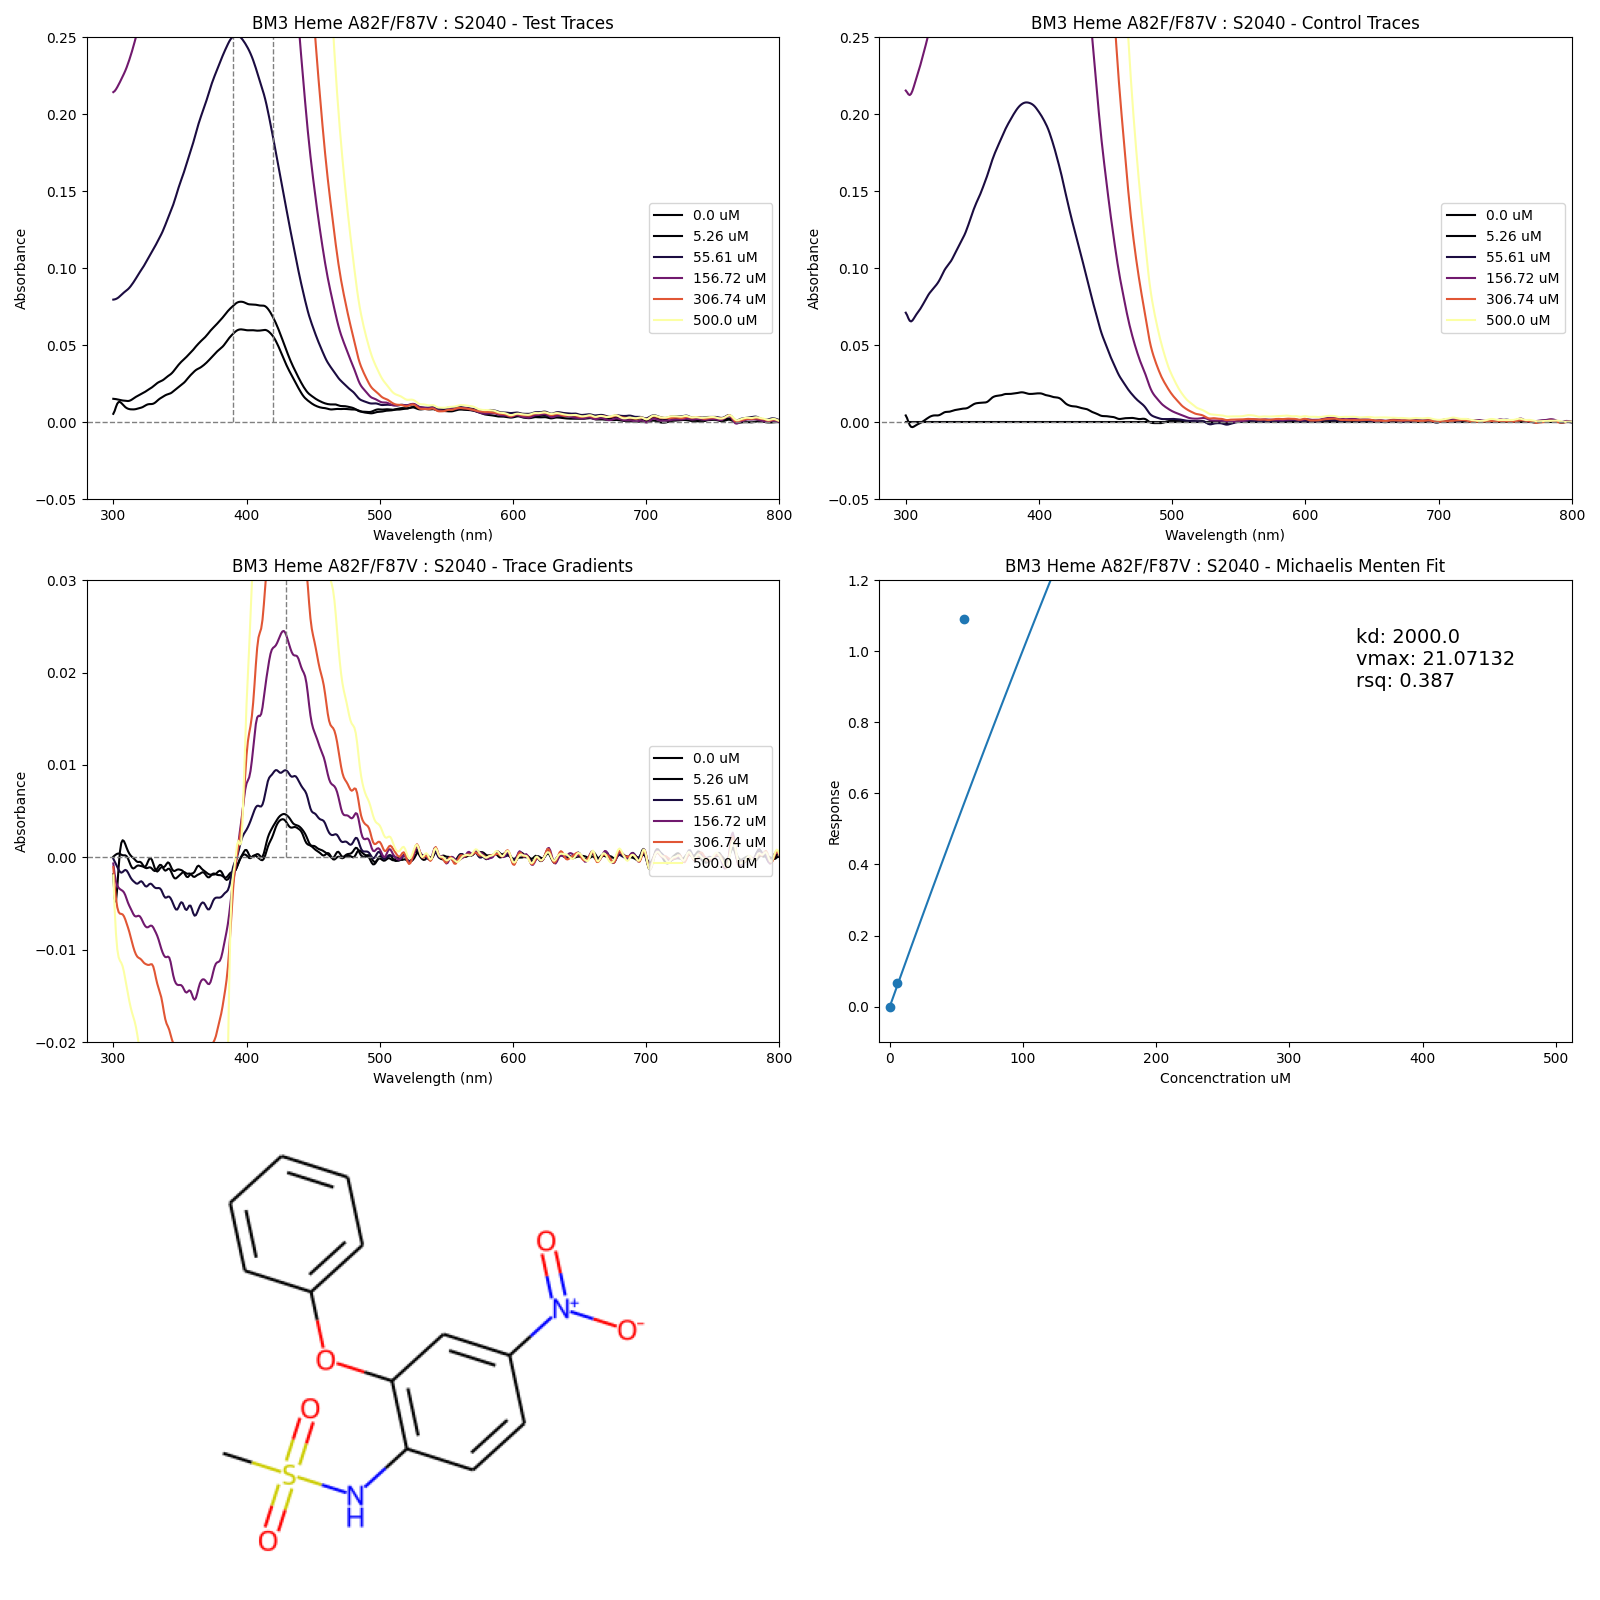 BM3 Heme A82F/F87V : S2040 - Test Traces
0.25
0.20
0.15
0.10
0.05
0.00
−0.05
Absorbance
0.0 uM
5.26 uM
55.61 uM
156.72 uM
306.74 uM
500.0 uM
300 400 500 600 700 800
Wavelength (nm)
BM3 Heme A82F/F87V : S2040 - Control Traces
0.25
0.20
0.15
0.10
0.05
0.00
−0.05
Absorbance
0.0 uM
5.26 uM
55.61 uM
156.72 uM
306.74 uM
500.0 uM
300 400 500 600 700 800
Wavelength (nm)
BM3 Heme A82F/F87V : S2040 - Trace Gradients
0.03
0.02
0.01
0.00
−0.01
−0.02
Absorbance
0.0 uM
5.26 uM
55.61 uM
156.72 uM
306.74 uM
500.0 uM
300 400 500 600 700 800
Wavelength (nm)
BM3 Heme A82F/F87V : S2040 - Michaelis Menten Fit
1.2
1.0
0.8
0.6
0.4
0.2
0.0
Response
kd: 2000.0
vmax: 21.07132
rsq: 0.387
0 100 200 300 400 500
Concenctration uM
O
N+
O−
O
O
S
N
H
O